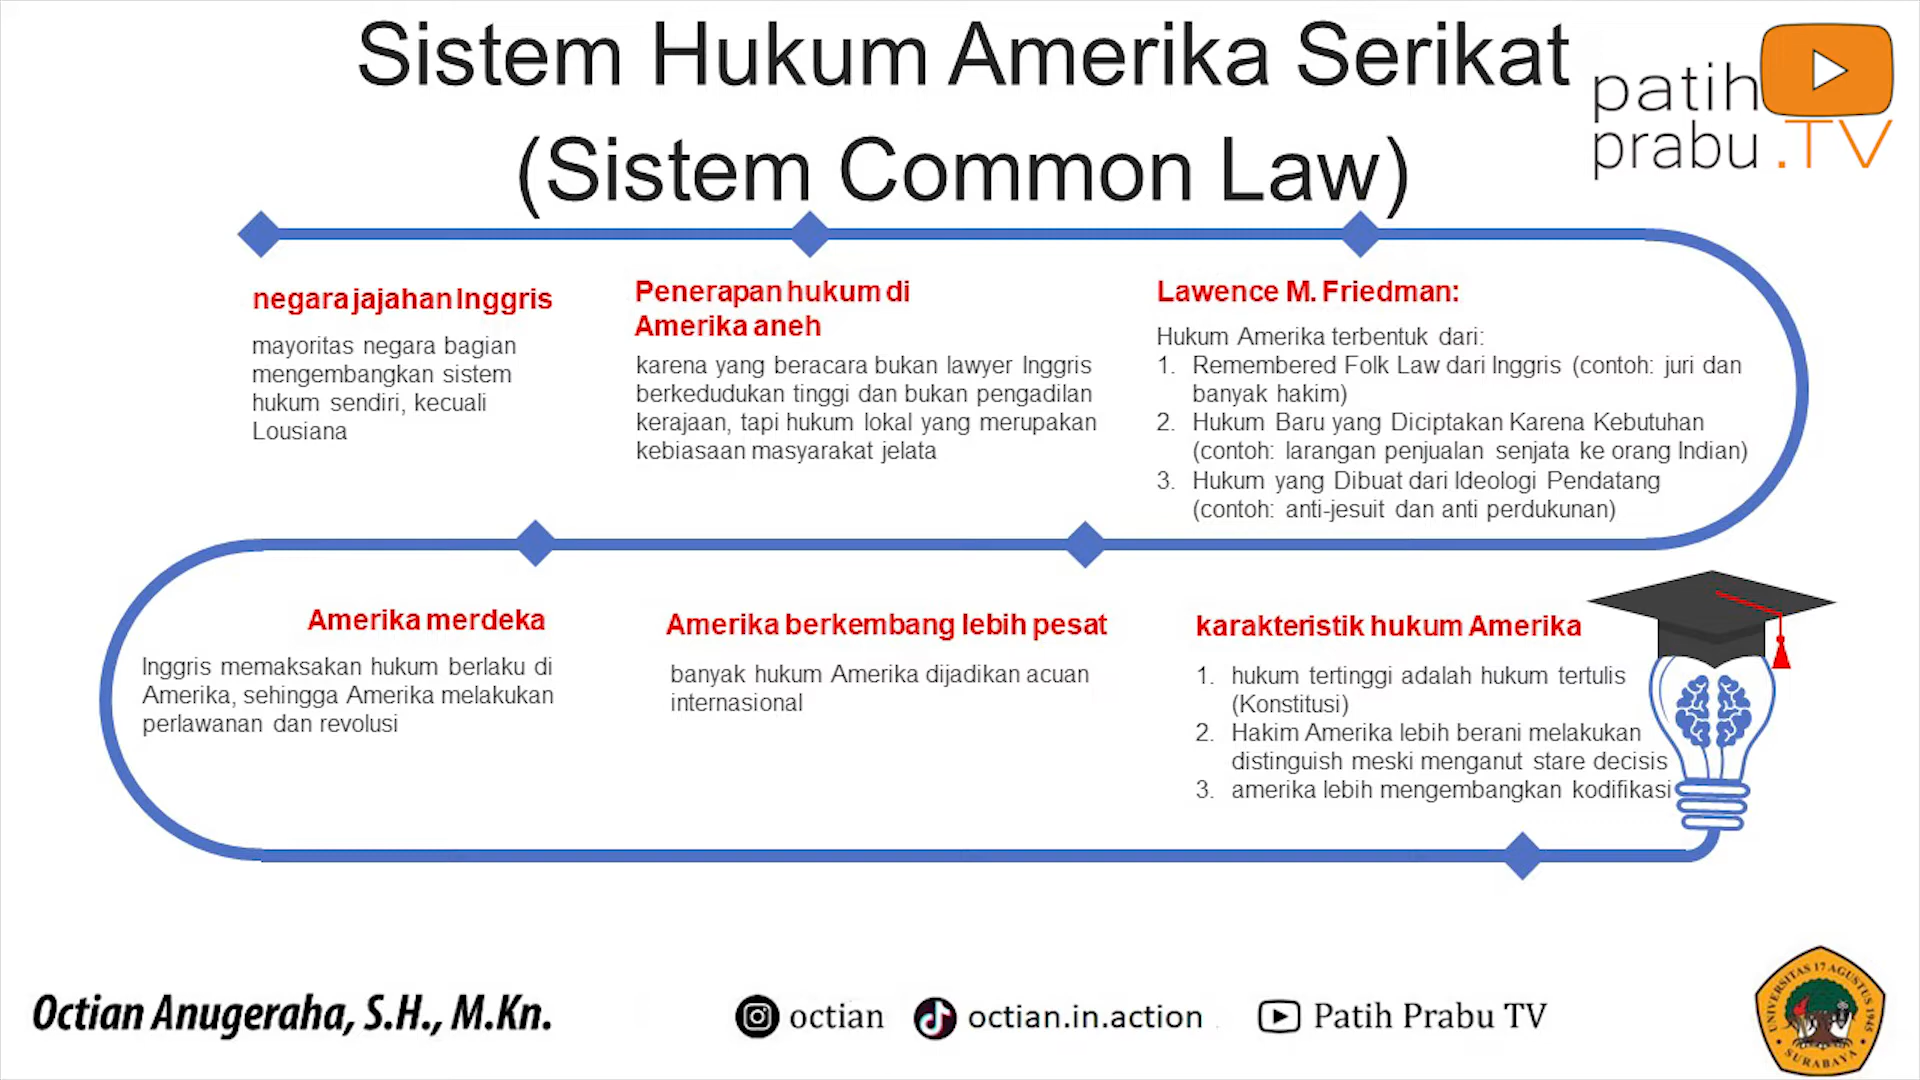 Sistem Hukum Amerika Serikat
(Sistem Common Law)
patih
prabu.TV
negara jajahan Inggris
mayoritas negara bagian
mengembangkan sistem
hukum sendiri, kecuali
Lousiana
Penerapan hukum di
Amerika aneh
karena yang beracara bukan lawyer Inggris
berkedudukan tinggi dan bukan pengadilan
kerajaan, tapi hukum lokal yang merupakan
kebiasaan masyarakat jelata
Lawence M. Friedman:
Hukum Amerika terbentuk dari:
1. Remembered Folk Law dari Inggris (contoh: juri dan
banyak hakim)
2. Hukum Baru yang Diciptakan Karena Kebutuhan
(contoh: larangan penjualan senjata ke orang Indian)
3. Hukum yang Dibuat dari Ideologi Pendatang
(contoh: anti-jesuit dan anti perdukunan)
Amerika merdeka
Inggris memaksakan hukum berlaku di
Amerika, sehingga Amerika melakukan
perlawanan dan revolusi
Amerika berkembang lebih pesat
banyak hukum Amerika dijadikan acuan
internasional
karakteristik hukum Amerika
1. hukum tertinggi adalah hukum tertulis
(Konstitusi)
2. Hakim Amerika lebih berani melakukan
distinguish meski menganut stare decisis
3. amerika lebih mengembangkan kodifikasi
Octian Anugeraha, S.H., M.Kn.
octian
octian.in.action
Patih Prabu TV
UNIVERSITAS 17 AGUSTUS 1945
SURABAYA